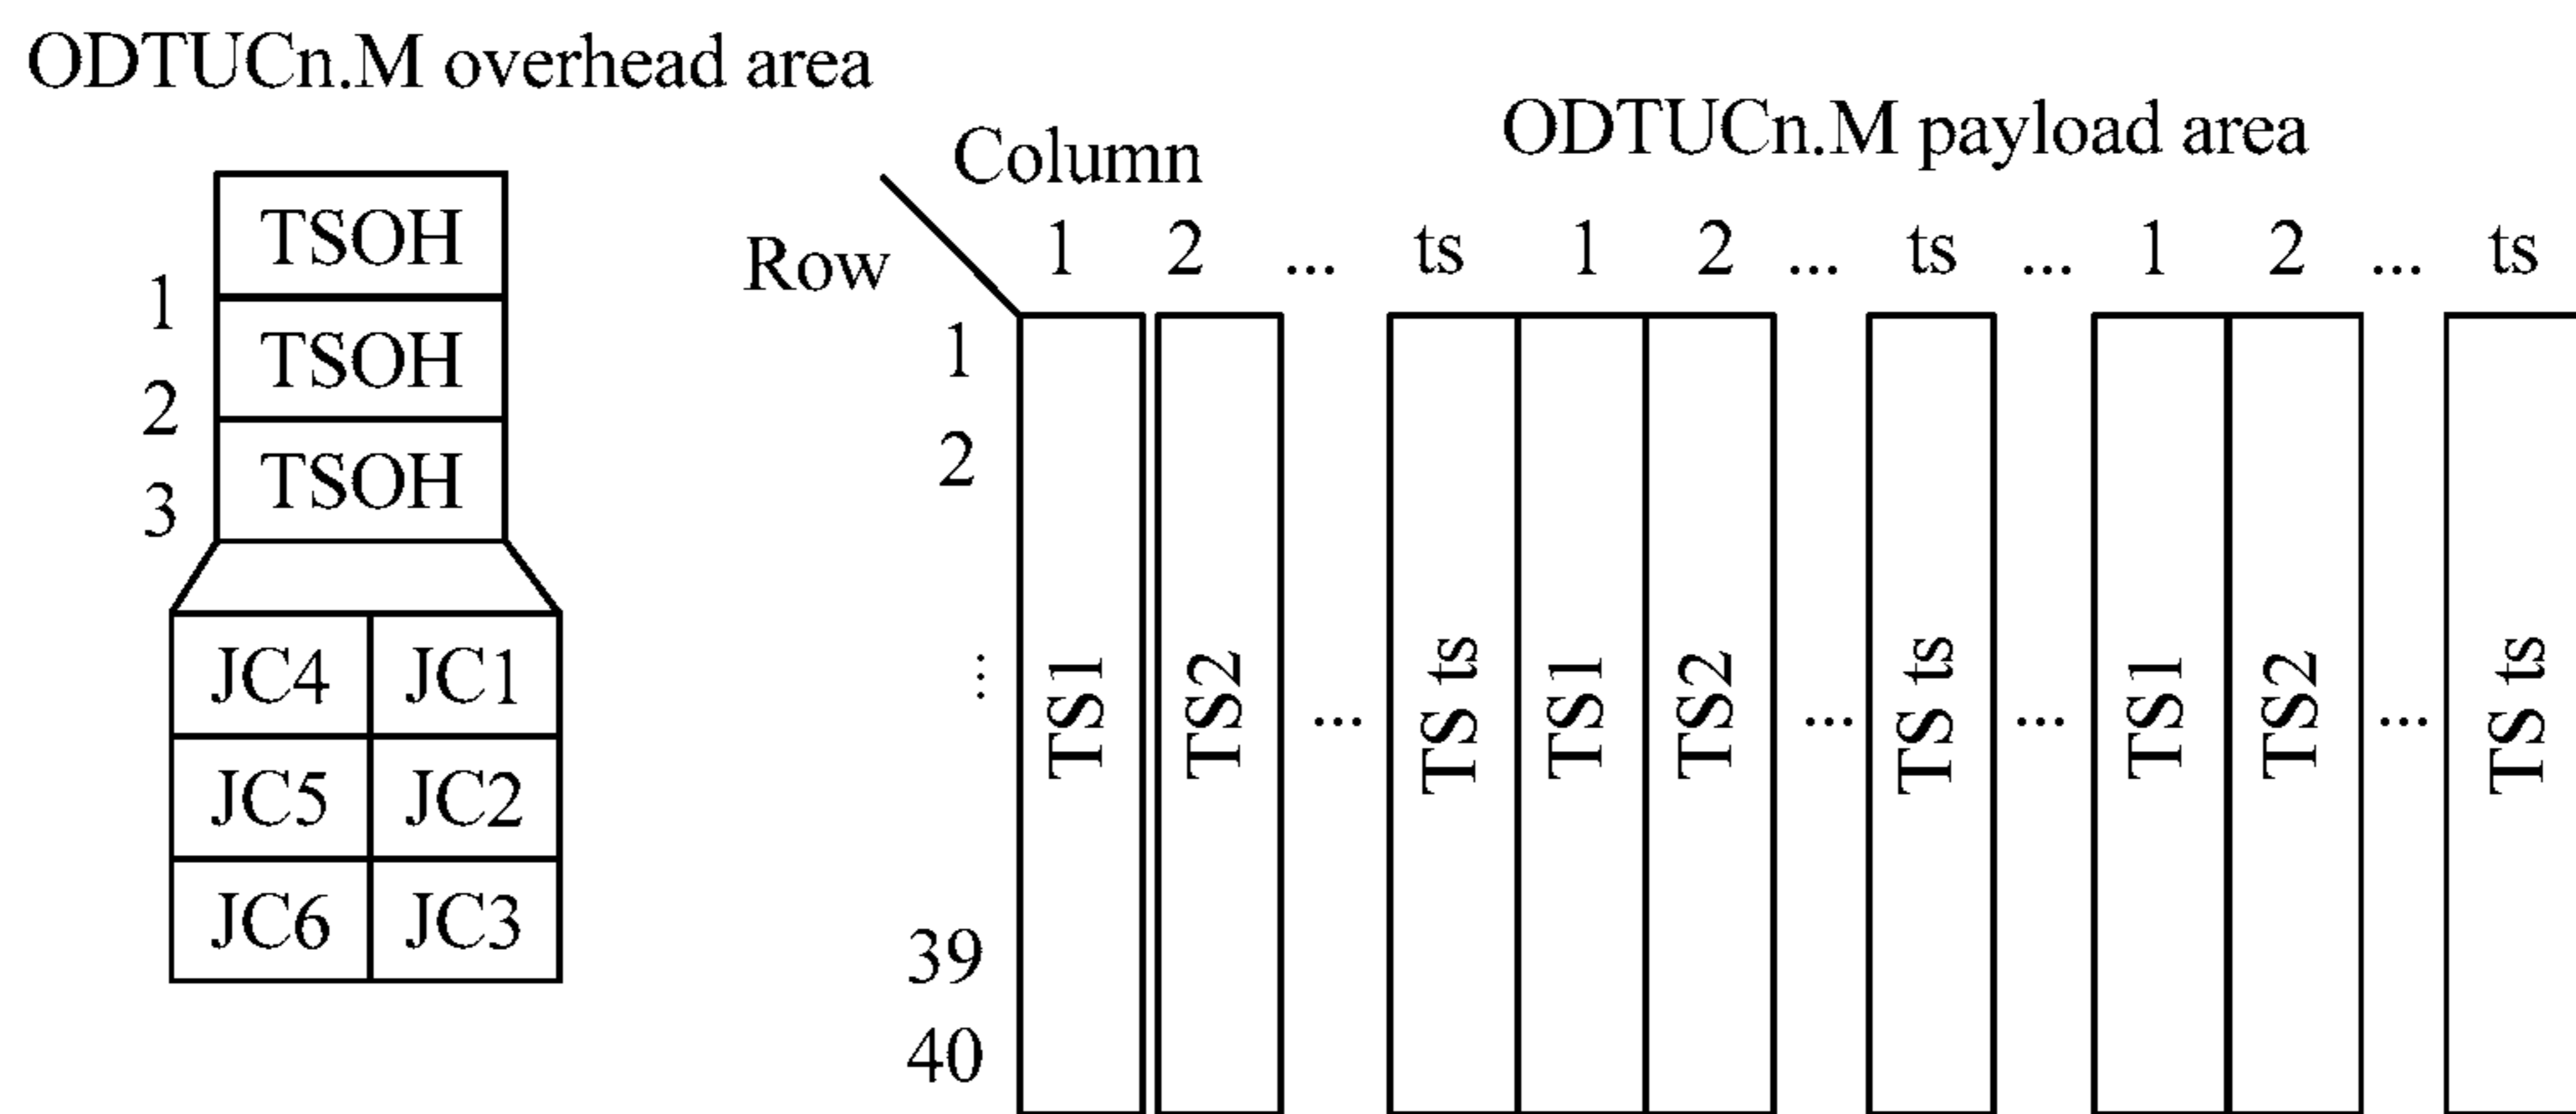 ODTUCn.M overhead area
TSOH
1
TSOH
2
TSOH
3
JC4 JC1
JC5 JC2
JC6 JC3
ODTUCn.M payload area
Column
Row
1 2 ... ts 1 2 ... ts ... 1 2 ... ts
1
2
...
39
40
TS1 TS2 ... TS ts TS1 TS2 ... TS ts ... TS1 TS2 ... TS ts